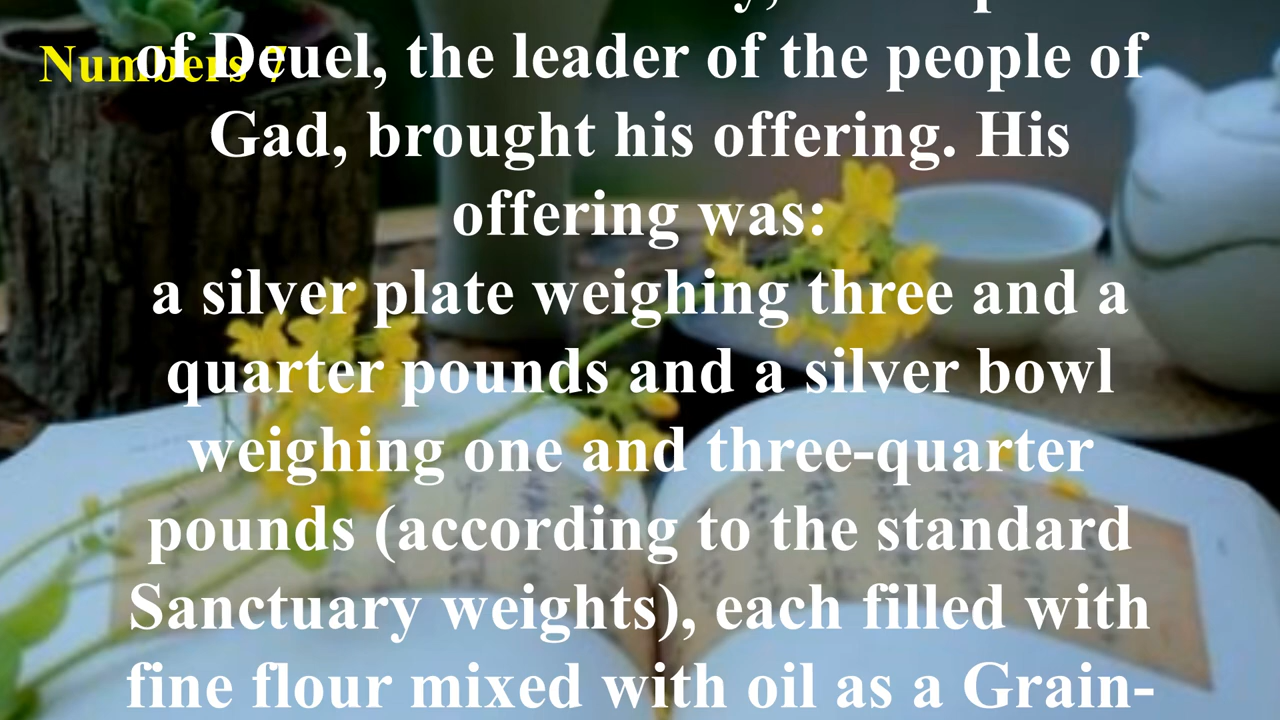 Numbers 7
of Deuel, the leader of the people of
Gad, brought his offering. His
offering was:
a silver plate weighing three and a
quarter pounds and a silver bowl
weighing one and three-quarter
pounds (according to the standard
Sanctuary weights), each filled with
fine flour mixed with oil as a Grain-